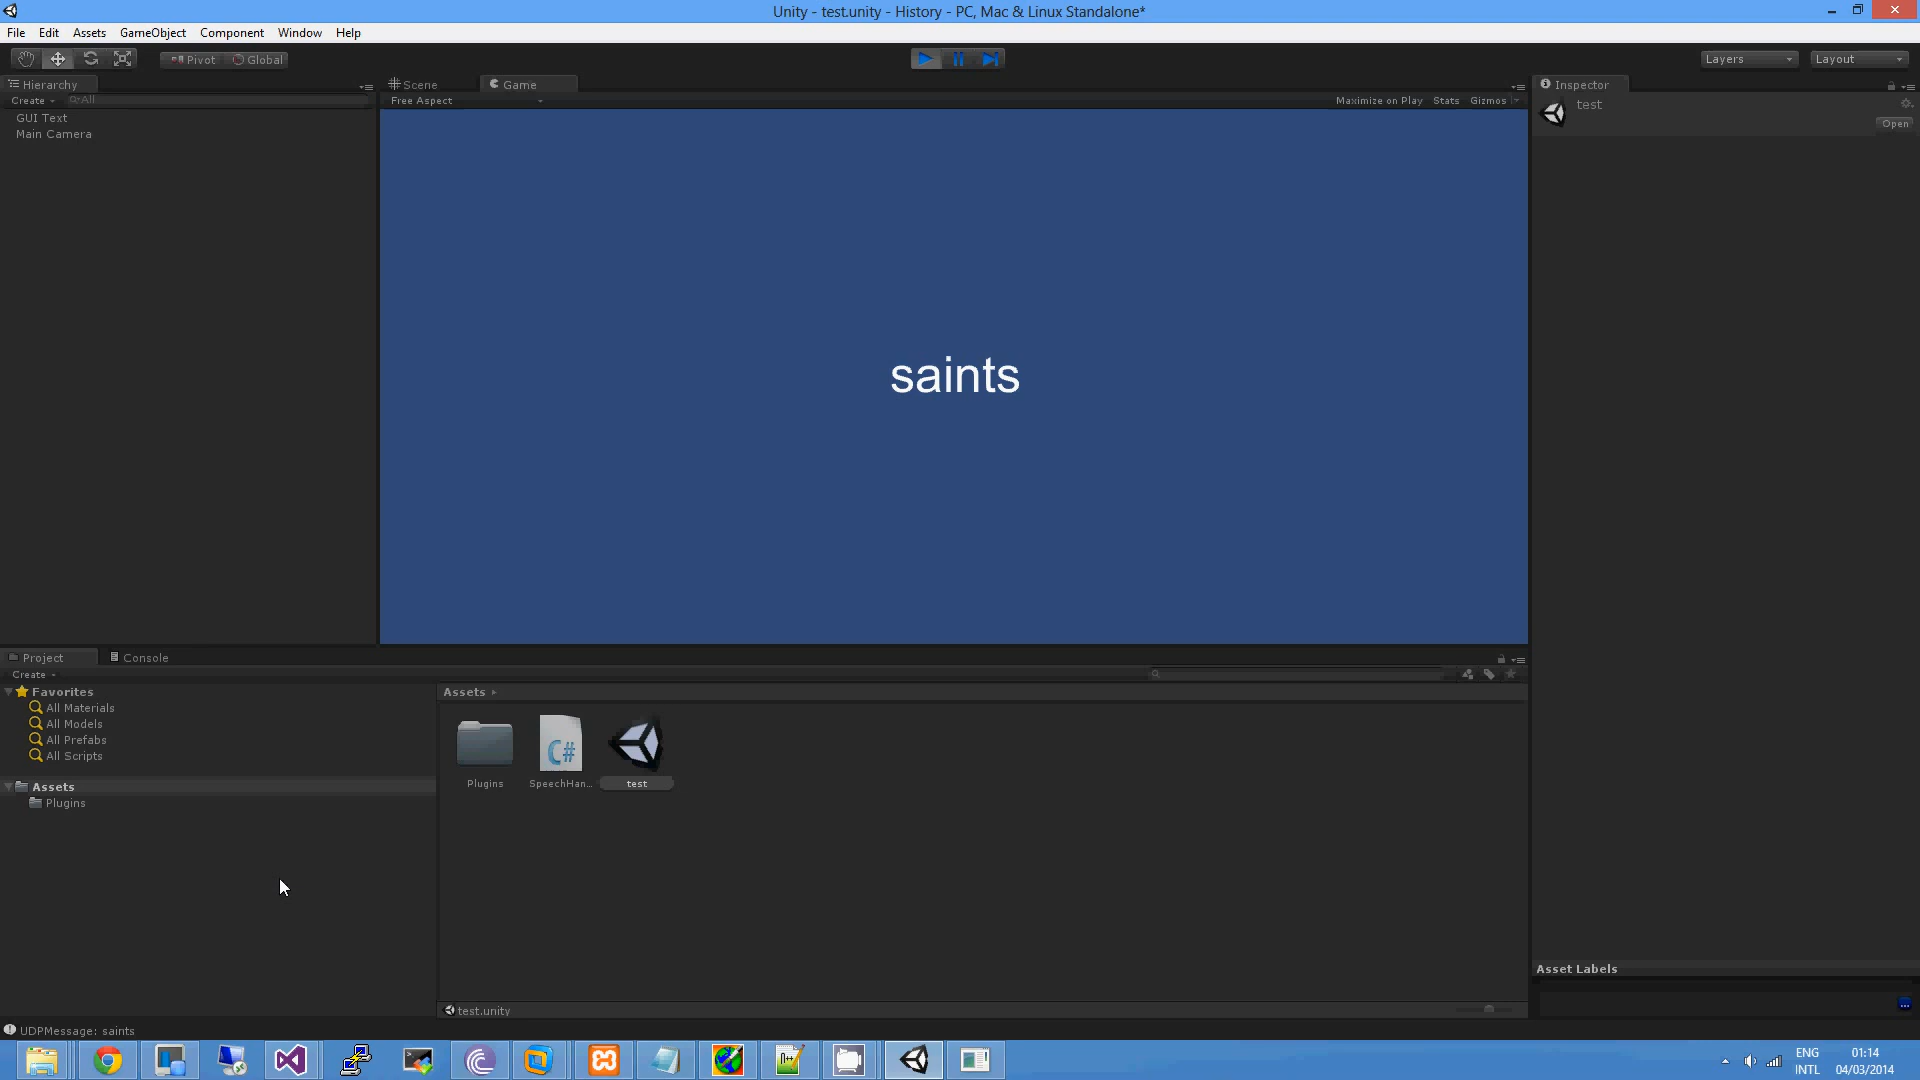 Unity - test.unity - History - PC, Mac & Linux Standalone*
File Edit Assets GameObject Component Window Help
Pivot Global Layers Layout
Hierarchy Scene Game Inspector
Create All Free Aspect Maximize on Play Stats Gizmos test
GUI Text Open
Main Camera
saints
Project Console
Create
Favorites Assets
All Materials
All Models
All Prefabs
All Scripts
C#
Plugins SpeechHan... test
Assets
Plugins
Asset Labels
...
test.unity
UDPMessage: saints
ENG 01:14
INTL 04/03/2014